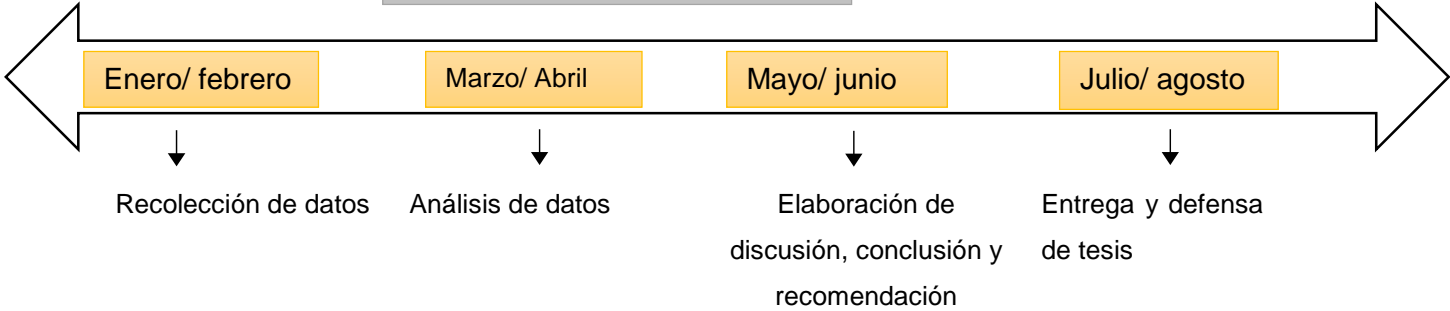 Enero/ febrero
Marzo/ Abril
Mayo/ junio
Julio/ agosto
Recolección de datos
Análisis de datos
Elaboración de
discusión, conclusión y
recomendación
Entrega y defensa
de tesis